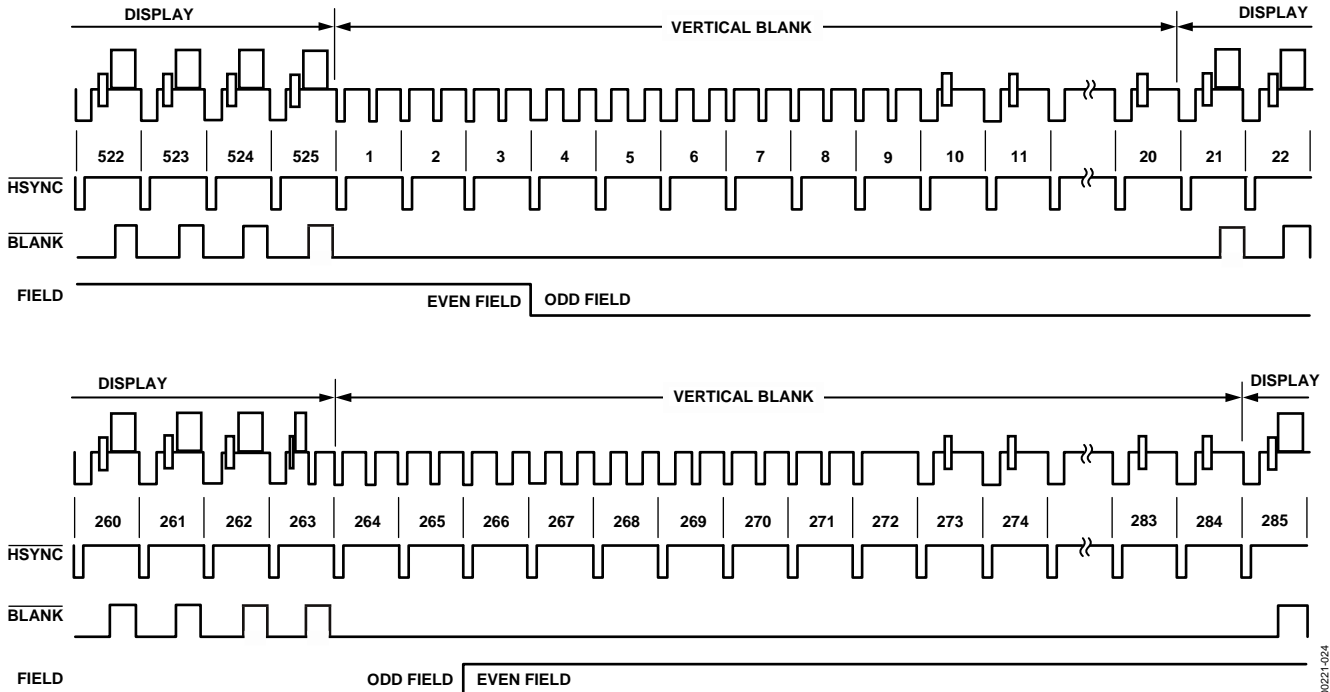 DISPLAY VERTICAL BLANK DISPLAY
522 523 524 525 1 2 3 4 5 6 7 8 9 10 11 20 21 22
HSYNC
BLANK
FIELD EVEN FIELD ODD FIELD
DISPLAY VERTICAL BLANK DISPLAY
260 261 262 263 264 265 266 267 268 269 270 271 272 273 274 283 284 285
HSYNC
BLANK
FIELD ODD FIELD EVEN FIELD